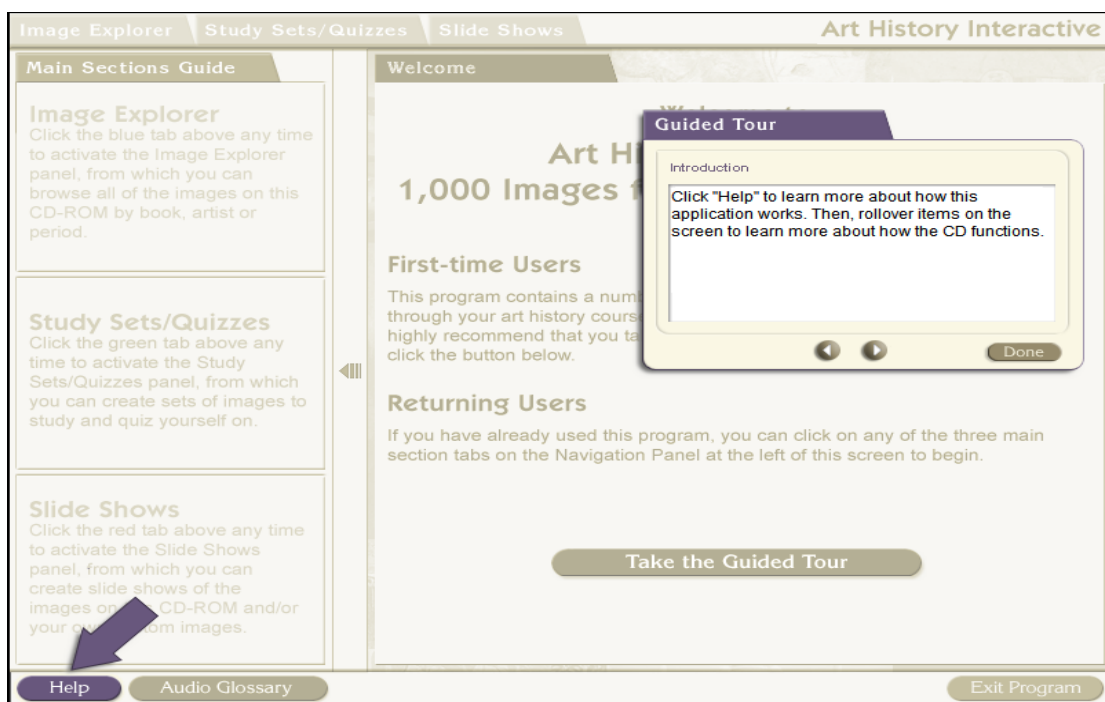 Image Explorer
Study Sets/Quizzes
Slide Shows
Art History Interactive
Main Sections Guide
Image Explorer
Click the blue tab above any time
to activate the Image Explorer
panel, from which you can
browse all of the images on this
CD-ROM by book, artist or
period.
Study Sets/Quizzes
Click the green tab above any
time to activate the Study
Sets/Quizzes panel, from which
you can create sets of images to
study and quiz yourself on.
Slide Shows
Click the red tab above any time
to activate the Slide Shows
panel, from which you can
create slide shows of the
images on CD-ROM and/or
your images.
Welcome
Welcome to
Art
1,000 Images
First-time Users
This program contains a
through your art history
highly recommend that you
click the button below.
Returning Users
If you have already used this program, you can click on any of the three main
section tabs on the Navigation Panel at the left of this screen to begin.
Take the Guided Tour
Guided Tour
Introduction
Click "Help" to learn more about how this
application works. Then, rollover items on the
screen to learn more about how the CD functions.
Done
Help
Audio Glossary
Exit Program